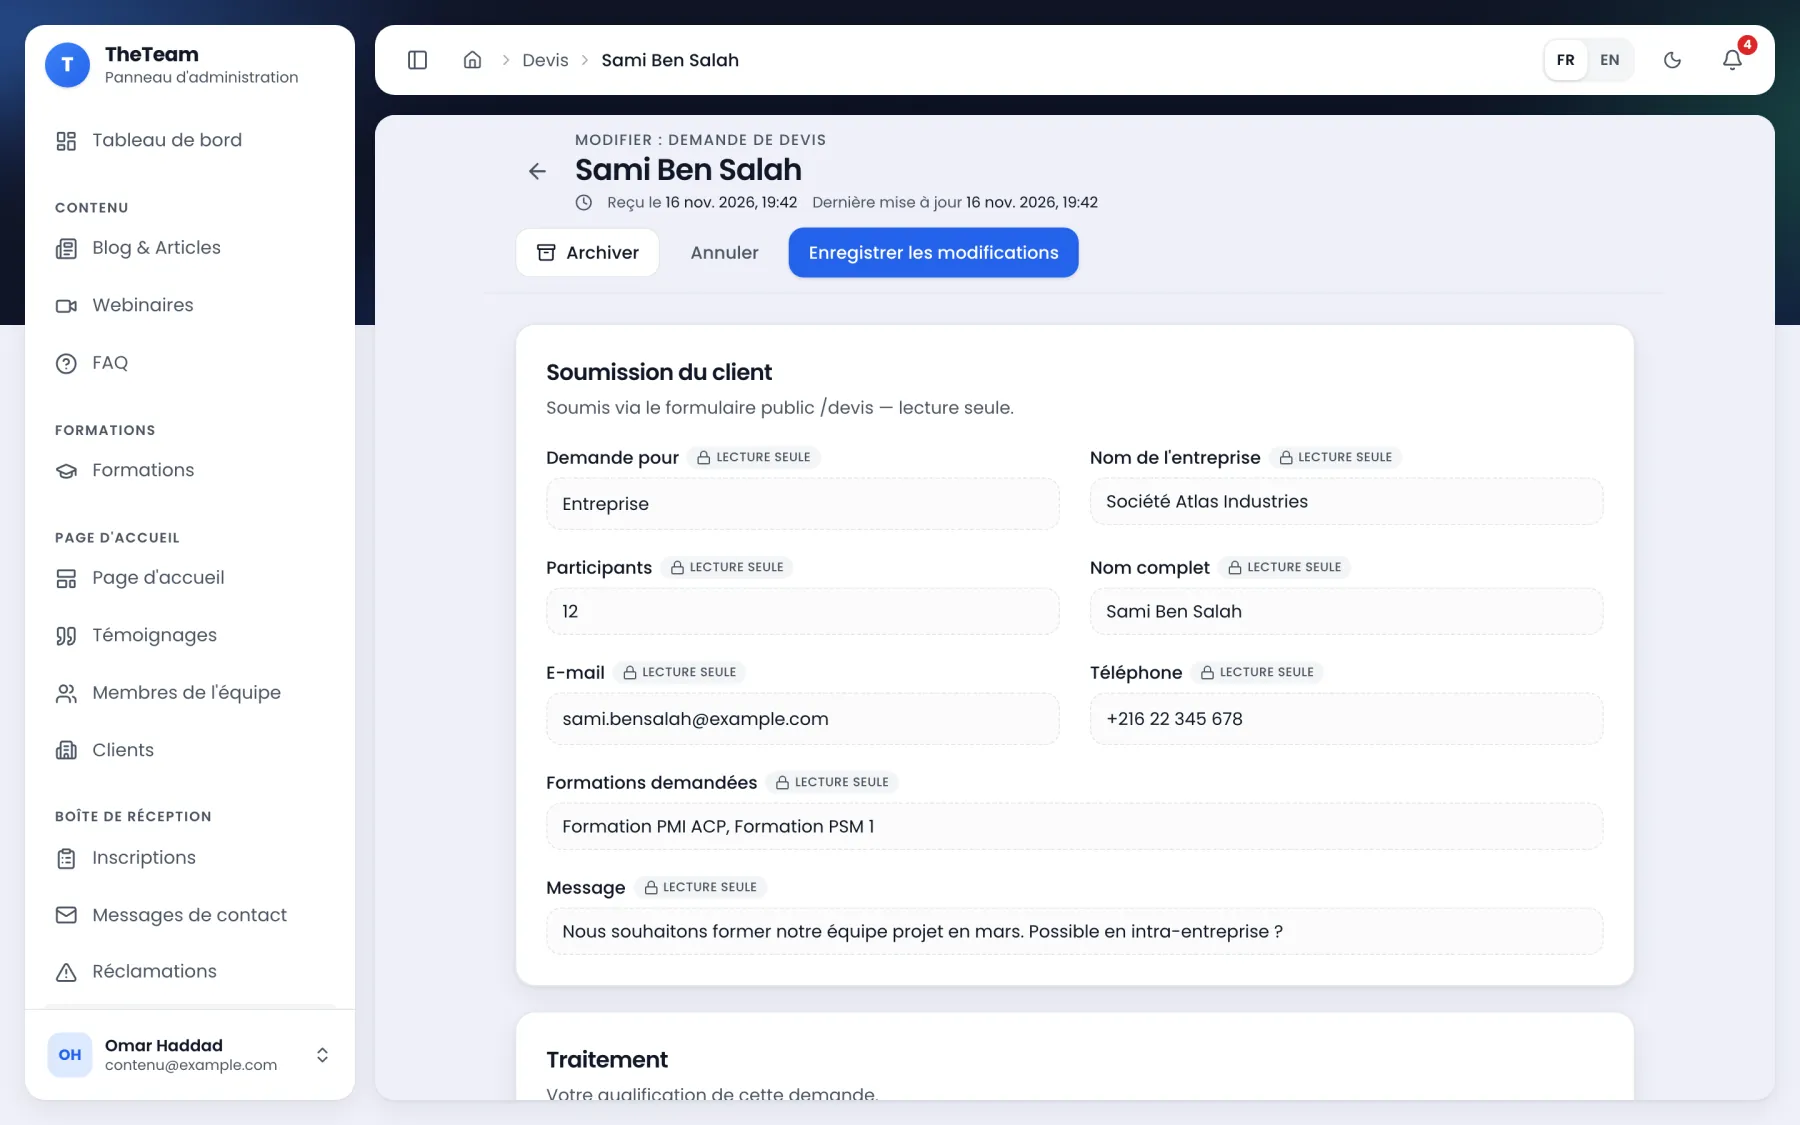 T
TheTeam
Panneau d'administration
Tableau de bord
CONTENU
Blog & Articles
Webinaires
FAQ
FORMATIONS
Formations
PAGE D'ACCUEIL
Page d'accueil
Témoignages
Membres de l'équipe
Clients
BOÎTE DE RÉCEPTION
Inscriptions
Messages de contact
Réclamations
OH
Omar Haddad
contenu@example.com
Devis
Sami Ben Salah
FR
EN
4
MODIFIER : DEMANDE DE DEVIS
Sami Ben Salah
Reçu le 16 nov. 2026, 19:42 Dernière mise à jour 16 nov. 2026, 19:42
Archiver
Annuler
Enregistrer les modifications
Soumission du client
Soumis via le formulaire public /devis — lecture seule.
Demande pour LECTURE SEULE
Entreprise
Nom de l'entreprise LECTURE SEULE
Société Atlas Industries
Participants LECTURE SEULE
12
Nom complet LECTURE SEULE
Sami Ben Salah
E-mail LECTURE SEULE
sami.bensalah@example.com
Téléphone LECTURE SEULE
+216 22 345 678
Formations demandées LECTURE SEULE
Formation PMI ACP, Formation PSM 1
Message LECTURE SEULE
Nous souhaitons former notre équipe projet en mars. Possible en intra-entreprise ?
Traitement
Votre qualification de cette demande.